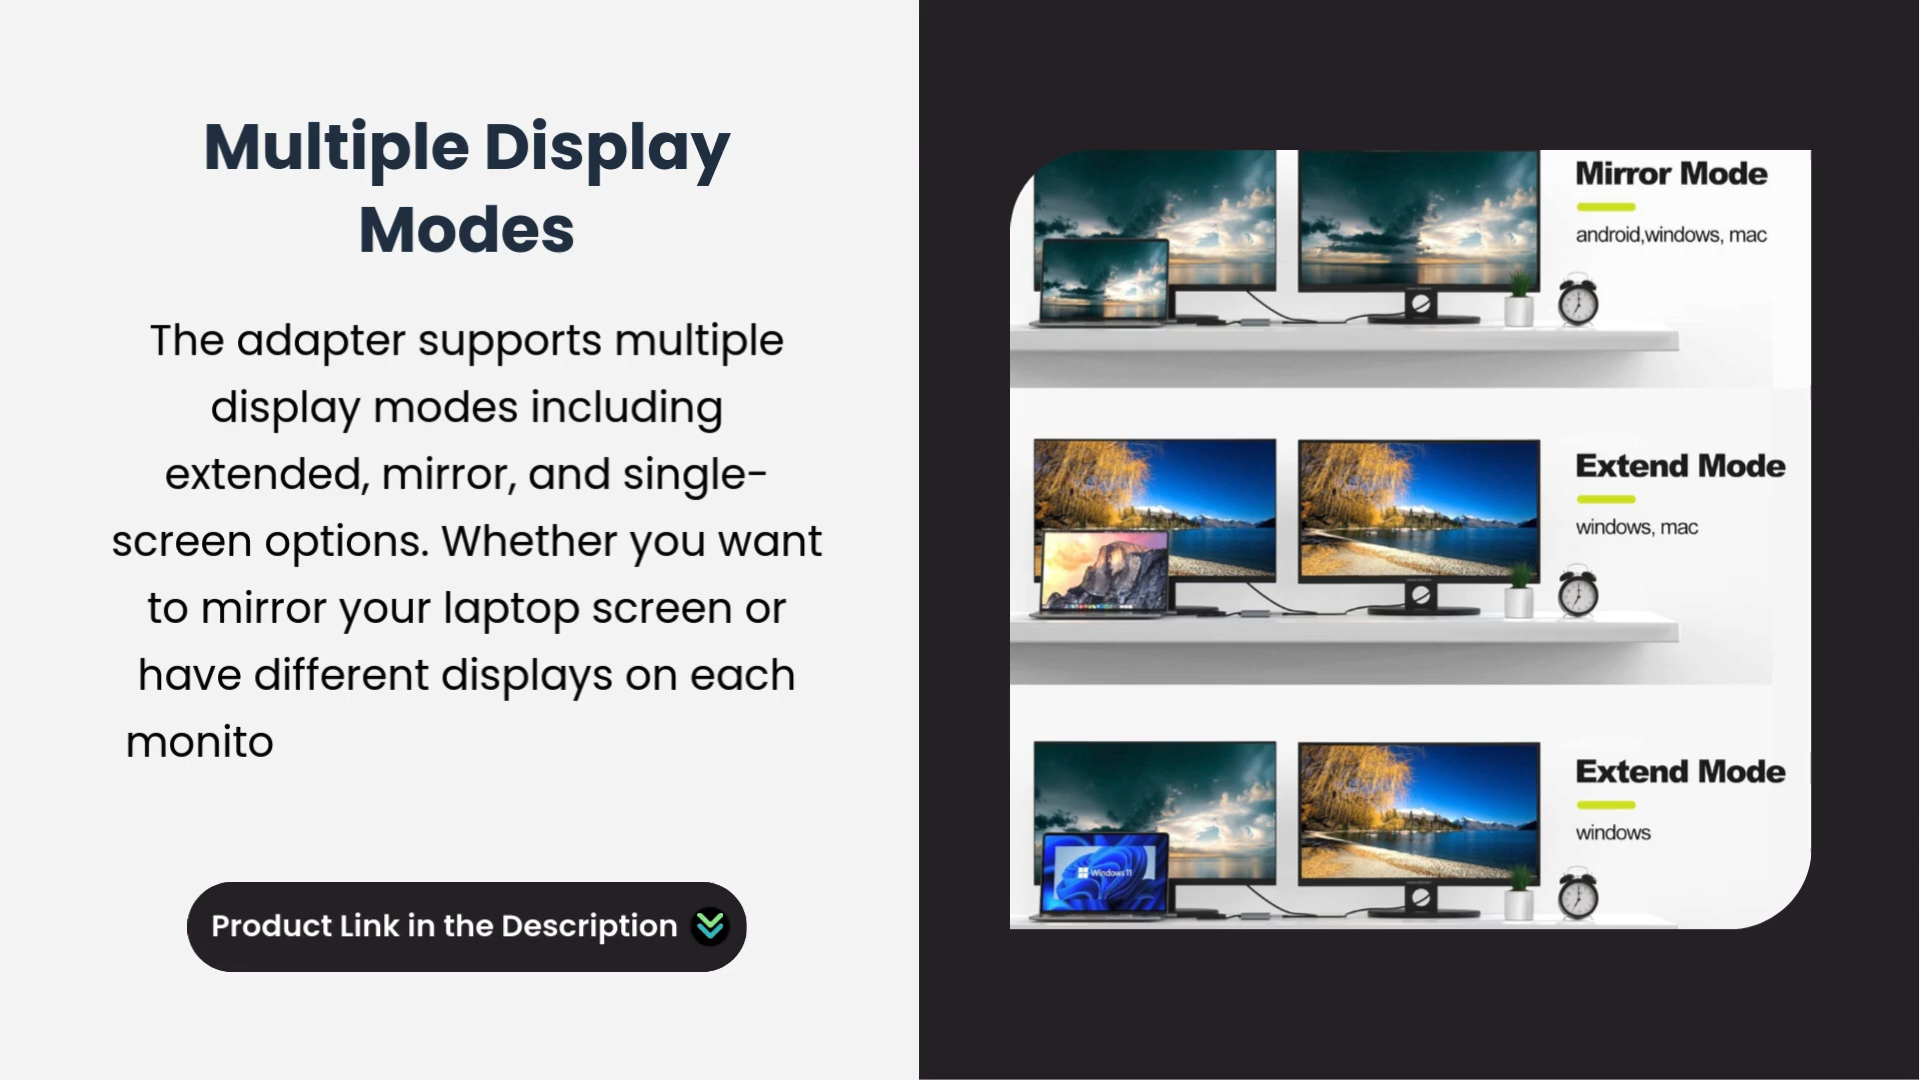 Multiple Display
Modes
The adapter supports multiple
display modes including
extended, mirror, and single-
screen options. Whether you want
to mirror your laptop screen or
have different displays on each
monito
Product Link in the Description
Mirror Mode
android,windows, mac
Extend Mode
windows, mac
Extend Mode
windows
Windows 11